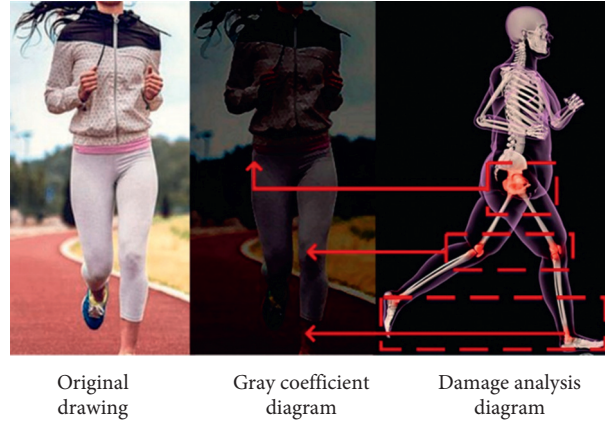 Original
drawing
Gray coefficient
diagram
Damage analysis
diagram